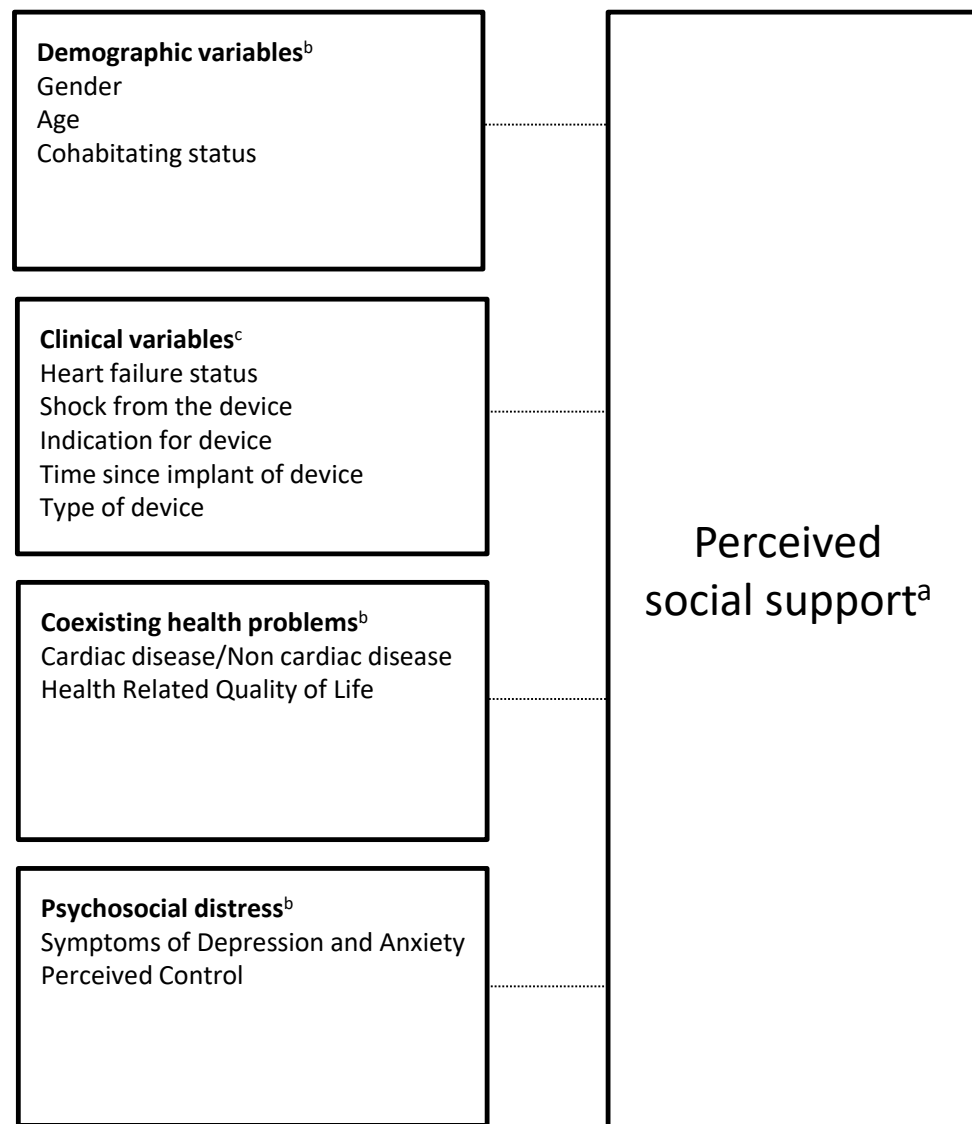 Demographic variablesᵇ
Gender
Age
Cohabitating status
Clinical variablesᶜ
Heart failure status
Shock from the device
Indication for device
Time since implant of device
Type of device
Coexisting health problemsᵇ
Cardiac disease/Non cardiac disease
Health Related Quality of Life
Psychosocial distressᵇ
Symptoms of Depression and Anxiety
Perceived Control
Perceived
social supportᵃ